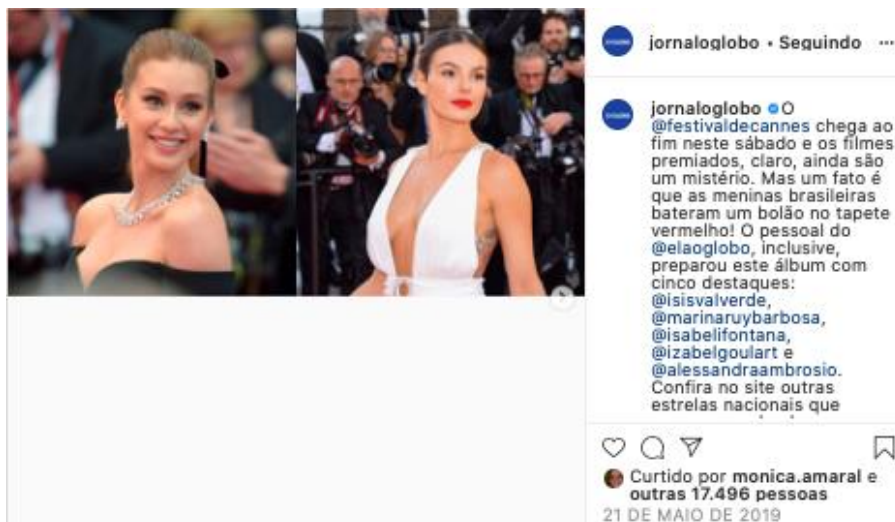 jornaloglobo • Seguindo ...
jornaloglobo O
@festivaldecannes chega ao
fim neste sábado e os filmes
premiados, claro, ainda são
um mistério. Mas um fato é
que as meninas brasileiras
bateram um bolão no tapete
vermelho! O pessoal do
@elaoglobo, inclusive,
preparou este álbum com
cinco destaques:
@isisvalverde,
@marinaruybarbosa,
@isabelifontana,
@izabelgoulart e
@alessandraambrosio.
Confira no site outras
estrelas nacionais que
Curtido por monica.amaral e
outras 17.496 pessoas
21 DE MAIO DE 2019